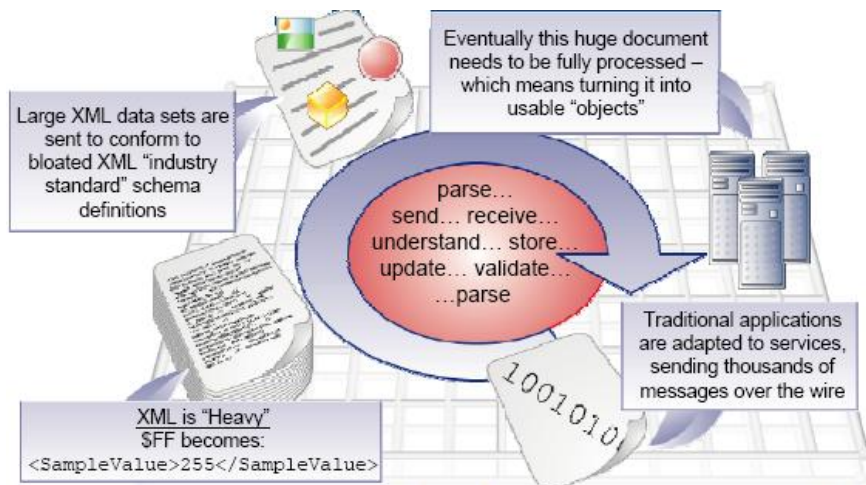 Large XML data sets are
sent to conform to
bloated XML “industry
standard” schema
definitions
Eventually this huge document
needs to be fully processed –
which means turning it into
usable “objects”
parse…
send… receive…
understand… store…
update… validate…
…parse
Traditional applications
are adapted to services,
sending thousands of
messages over the wire
XML is “Heavy”
$FF becomes:
<SampleValue>255</SampleValue>
1001010